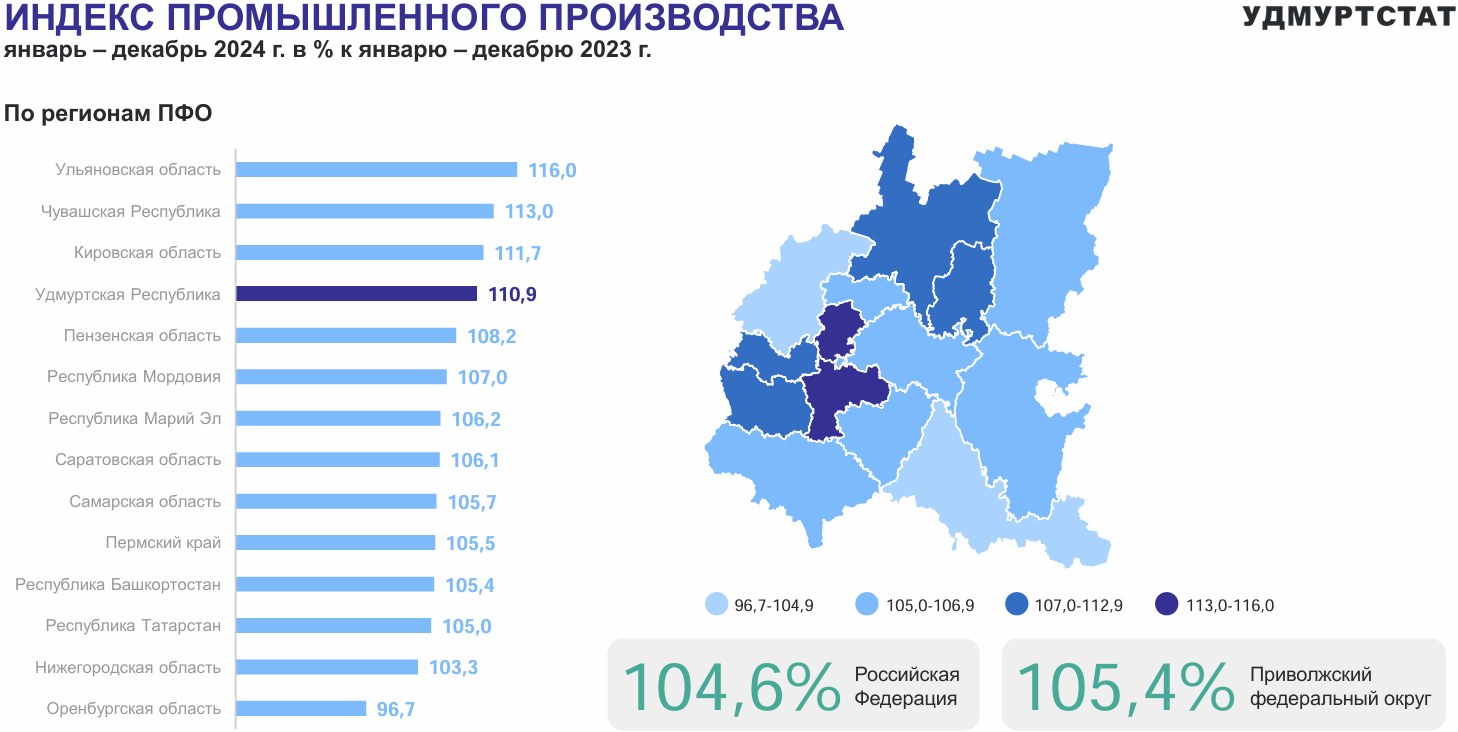 ИНДЕКС ПРОМЫШЛЕННОГО ПРОИЗВОДСТВА
УДМУРТСТАТ
январь – декабрь 2024 г. в % к январю – декабрю 2023 г.
По регионам ПФО
Ульяновская область 116,0
Чувашская Республика 113,0
Кировская область 111,7
Удмуртская Республика 110,9
Пензенская область 108,2
Республика Мордовия 107,0
Республика Марий Эл 106,2
Саратовская область 106,1
Самарская область 105,7
Пермский край 105,5
Республика Башкортостан 105,4
Республика Татарстан 105,0
Нижегородская область 103,3
Оренбургская область 96,7
96,7-104,9 105,0-106,9 107,0-112,9 113,0-116,0
104,6%
Российская
Федерация
105,4%
Приволжский
федеральный округ